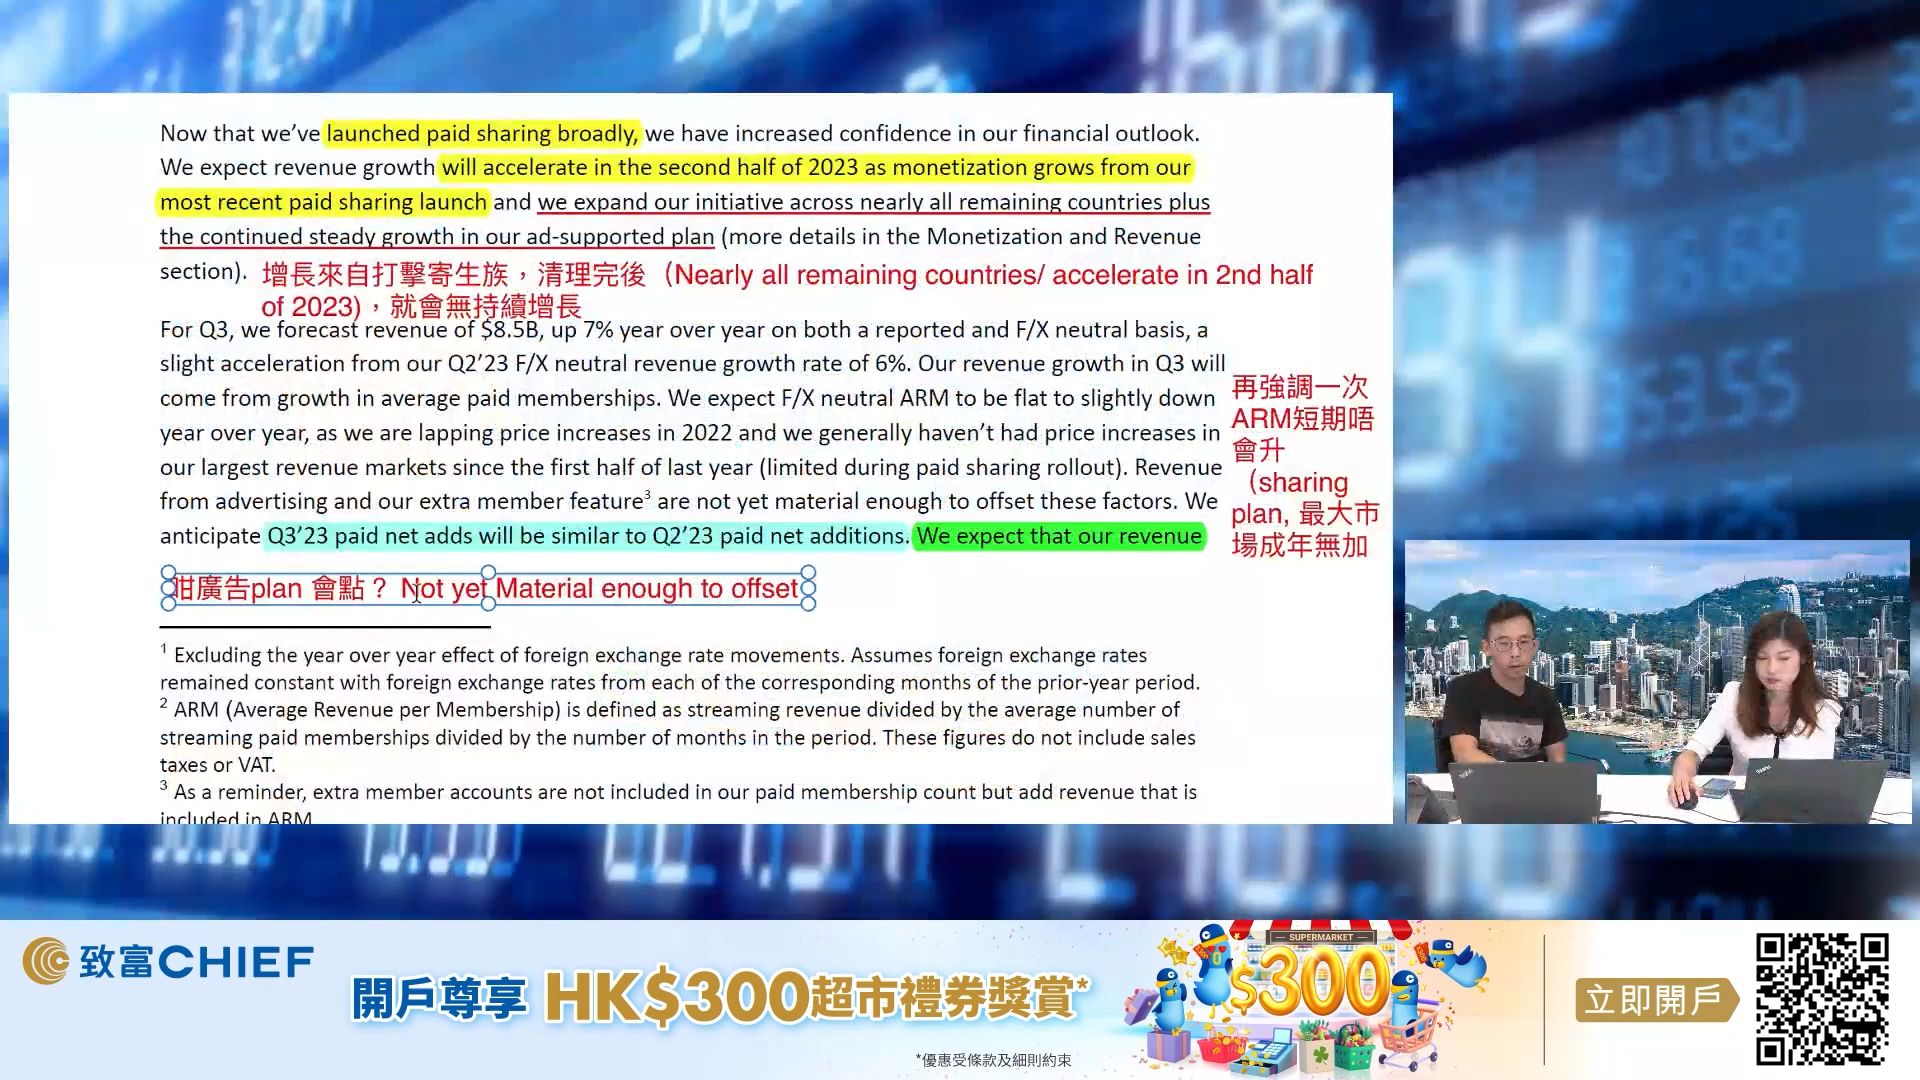 Now that we’ve launched paid sharing broadly, we have increased confidence in our financial outlook.
We expect revenue growth will accelerate in the second half of 2023 as monetization grows from our
most recent paid sharing launch and we expand our initiative across nearly all remaining countries plus
the continued steady growth in our ad-supported plan (more details in the Monetization and Revenue
section).
增長來自打擊寄生族，清理完後（Nearly all remaining countries/ accelerate in 2nd half
of 2023)，就會無持續增長
For Q3, we forecast revenue of $8.5B, up 7% year over year on both a reported and F/X neutral basis, a
slight acceleration from our Q2’23 F/X neutral revenue growth rate of 6%. Our revenue growth in Q3 will
come from growth in average paid memberships. We expect F/X neutral ARM to be flat to slightly down
year over year, as we are lapping price increases in 2022 and we generally haven’t had price increases in
our largest revenue markets since the first half of last year (limited during paid sharing rollout). Revenue
from advertising and our extra member feature3 are not yet material enough to offset these factors. We
anticipate Q3’23 paid net adds will be similar to Q2’23 paid net additions. We expect that our revenue
再強調一次
ARM短期唔
會升
（sharing
plan, 最大市
場成年無加
咁廣告plan 會點？ Not yet Material enough to offset
1 Excluding the year over year effect of foreign exchange rate movements. Assumes foreign exchange rates
remained constant with foreign exchange rates from each of the corresponding months of the prior-year period.
2 ARM (Average Revenue per Membership) is defined as streaming revenue divided by the average number of
streaming paid memberships divided by the number of months in the period. These figures do not include sales
taxes or VAT.
3 As a reminder, extra member accounts are not included in our paid membership count but add revenue that is
included in ARM
致富CHIEF
開戶尊享 HK$300超市禮券獎賞*
*優惠受條款及細則約束
SUPERMARKET
$300
立即開戶